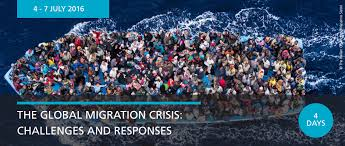 4 - 7 JULY 2016
THE GLOBAL MIGRATION CRISIS:
CHALLENGES AND RESPONSES
4
DAYS